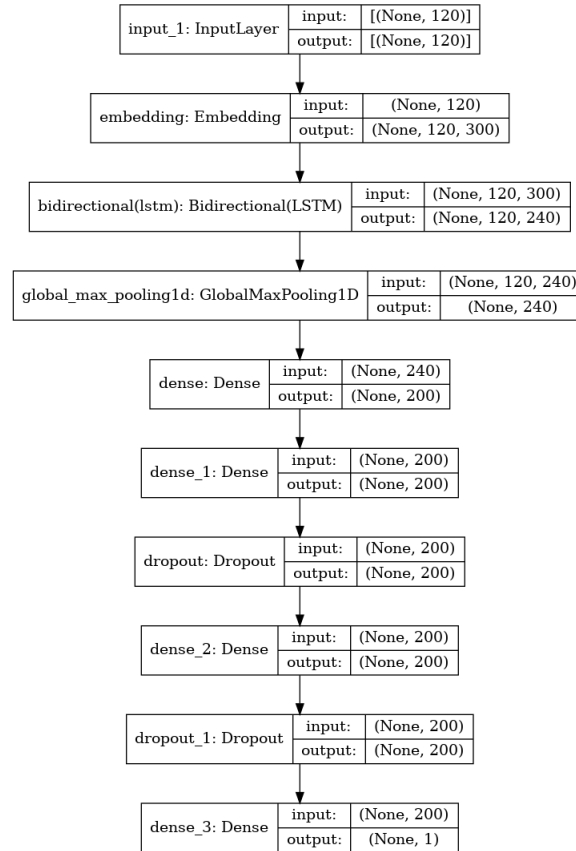 input_1: InputLayer
input: [(None, 120)]
output: [(None, 120)]
embedding: Embedding
input: (None, 120)
output: (None, 120, 300)
bidirectional(lstm): Bidirectional(LSTM)
input: (None, 120, 300)
output: (None, 120, 240)
global_max_pooling1d: GlobalMaxPooling1D
input: (None, 120, 240)
output: (None, 240)
dense: Dense
input: (None, 240)
output: (None, 200)
dense_1: Dense
input: (None, 200)
output: (None, 200)
dropout: Dropout
input: (None, 200)
output: (None, 200)
dense_2: Dense
input: (None, 200)
output: (None, 200)
dropout_1: Dropout
input: (None, 200)
output: (None, 200)
dense_3: Dense
input: (None, 200)
output: (None, 1)